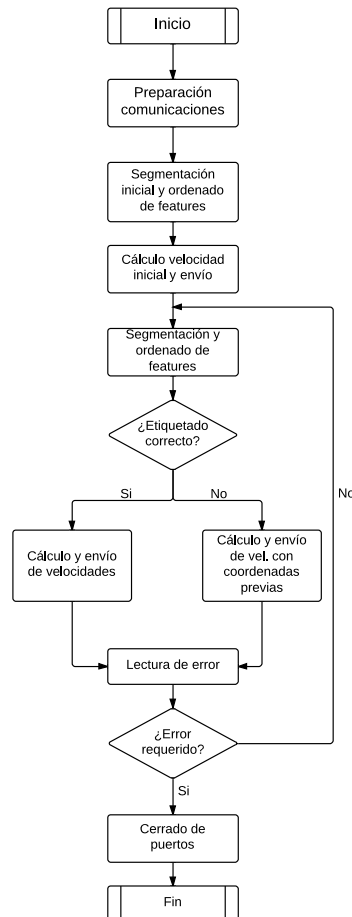 Inicio
Preparación
comunicaciones
Segmentación
inicial y ordenado
de features
Cálculo velocidad
inicial y envío
Segmentación y
ordenado de
features
¿Etiquetado
correcto?
Si
No
No
Cálculo y envío
de velocidades
Cálculo y envío
de vel. con
coordenadas
previas
Lectura de error
¿Error
requerido?
Si
Cerrado de
puertos
Fin